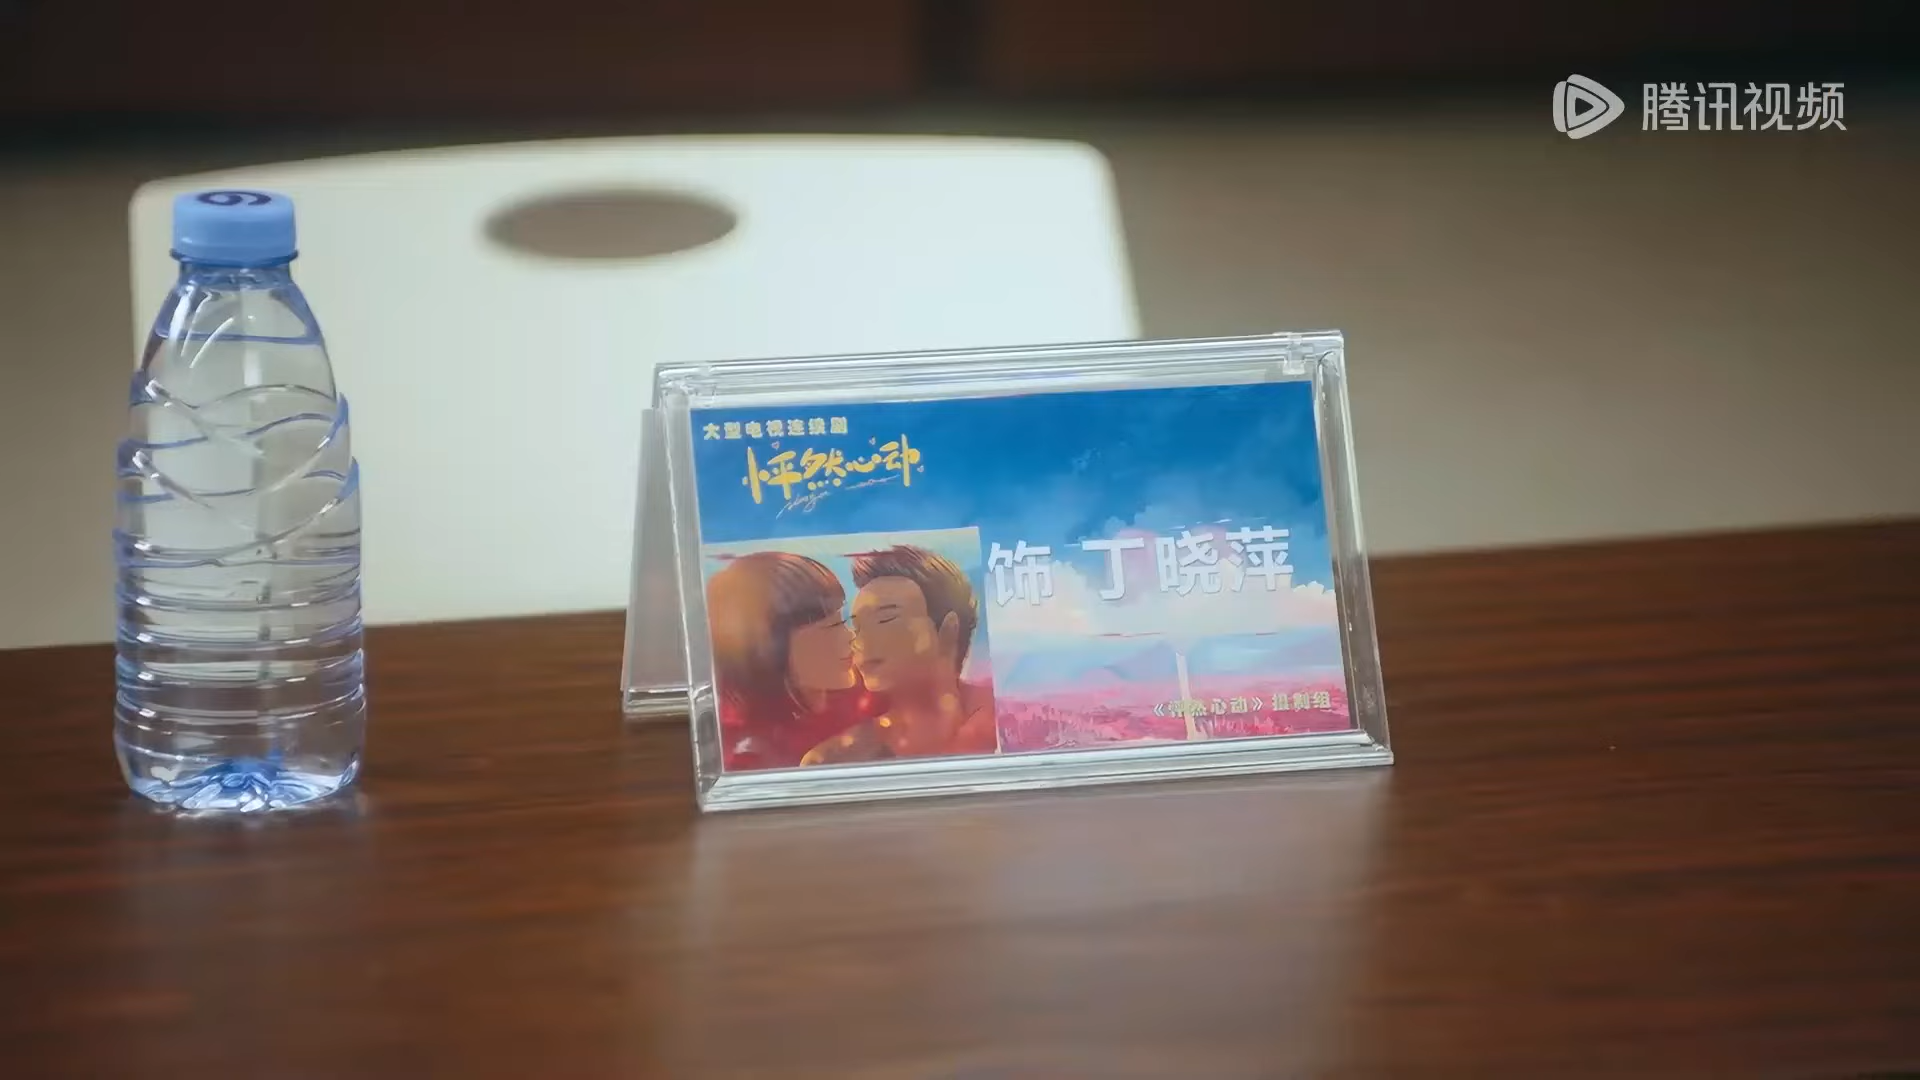 腾讯视频
大型电视连续剧
怦然心动
饰 丁晓萍
《怦然心动》摄制组